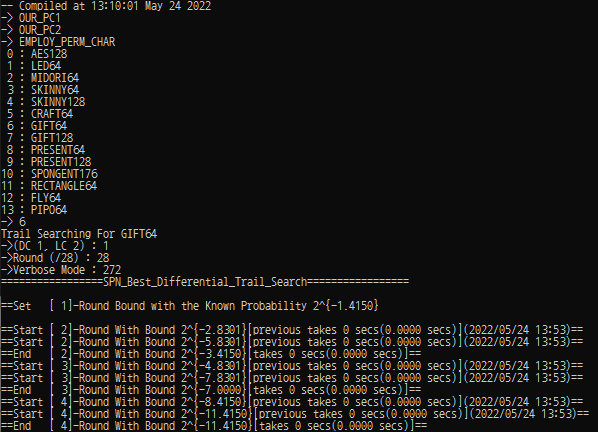 -- Compiled at 13:10:01 May 24 2022
-> OUR_PC1
-> OUR_PC2
-> EMPLOY_PERM_CHAR
 0 : AES128
 1 : LED64
 2 : MIDORI64
 3 : SKINNY64
 4 : SKINNY128
 5 : CRAFT64
 6 : GIFT64
 7 : GIFT128
 8 : PRESENT64
 9 : PRESENT128
10 : SPONGENT176
11 : RECTANGLE64
12 : FLY64
13 : PIPO64
-> 6
Trail Searching For GIFT64
->(DC 1, LC 2) : 1
->Round (/28) : 28
->Verbose Mode : 272
=================SPN_Best_Differential_Trail_Search=================
==Set   [ 1]-Round Bound with the Known Probability 2^{-1.4150}
==Start [ 2]-Round With Bound 2^{-2.8301}[previous takes 0 secs(0.0000 secs)](2022/05/24 13:53)==
==Start [ 2]-Round With Bound 2^{-5.8301}[previous takes 0 secs(0.0000 secs)](2022/05/24 13:53)==
==End   [ 2]-Round With Bound 2^{-3.4150}[takes 0 secs(0.0000 secs)]==
==Start [ 3]-Round With Bound 2^{-4.8301}[previous takes 0 secs(0.0000 secs)](2022/05/24 13:53)==
==Start [ 3]-Round With Bound 2^{-7.8301}[previous takes 0 secs(0.0000 secs)](2022/05/24 13:53)==
==End   [ 3]-Round With Bound 2^{-7.0000}[takes 0 secs(0.0000 secs)]==
==Start [ 4]-Round With Bound 2^{-8.4150}[previous takes 0 secs(0.0000 secs)](2022/05/24 13:53)==
==Start [ 4]-Round With Bound 2^{-11.4150}[previous takes 0 secs(0.0000 secs)](2022/05/24 13:53)==
==End   [ 4]-Round With Bound 2^{-11.4150}[takes 0 secs(0.0000 secs)]==